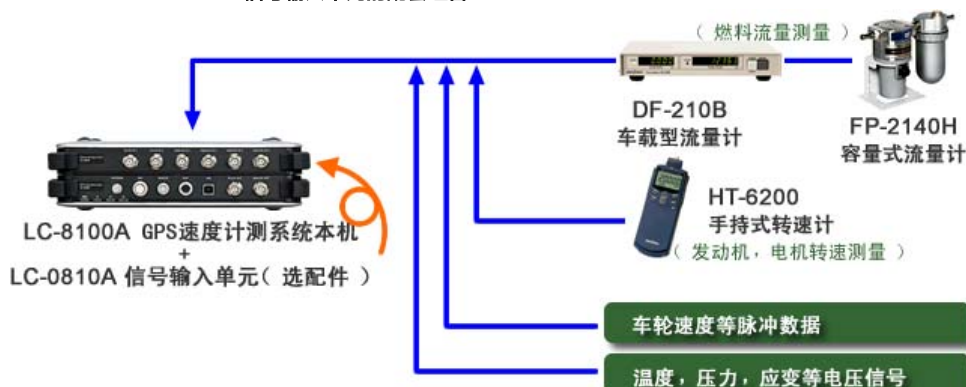 （ 燃料流量测量 ）
DF-210B
车载型流量计
FP-2140H
容量式流量计
HT-6200
手持式转速计
（ 发动机，电机转速测量 ）
LC-8100A GPS速度计测系统本机
+
LC-0810A 信号输入单元（ 选配件 ）
车轮速度等脉冲数据
温度，压力，应变等电压信号